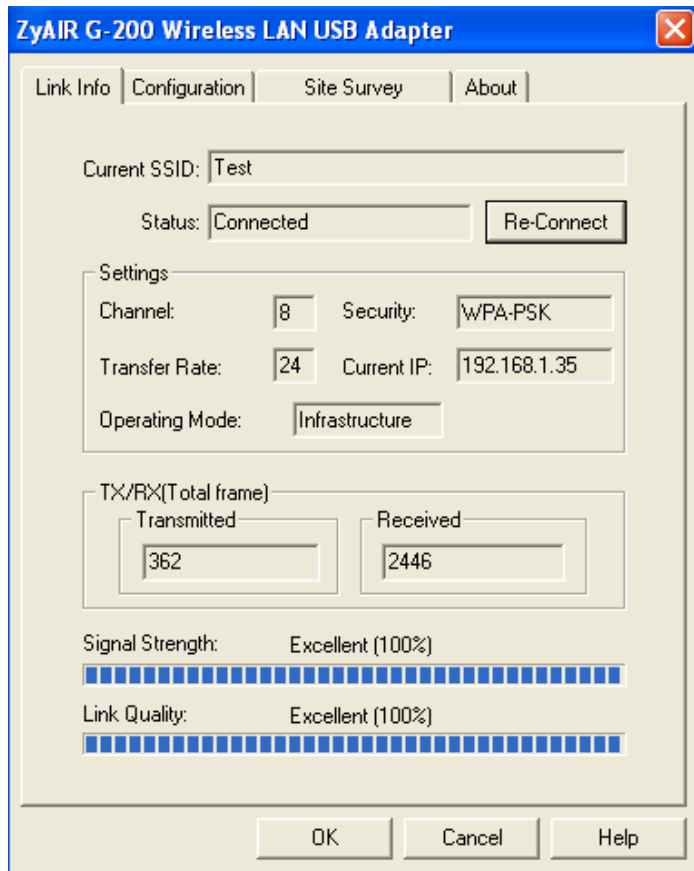 ZyAIR G-200 Wireless LAN USB Adapter
Link Info Configuration Site Survey About
Current SSID: Test
Status: Connected Re-Connect
Settings
Channel: 8 Security: WPA-PSK
Transfer Rate: 24 Current IP: 192.168.1.35
Operating Mode: Infrastructure
TX/RX(Total frame)
Transmitted Received
362 2446
Signal Strength: Excellent (100%)
Link Quality: Excellent (100%)
OK Cancel Help